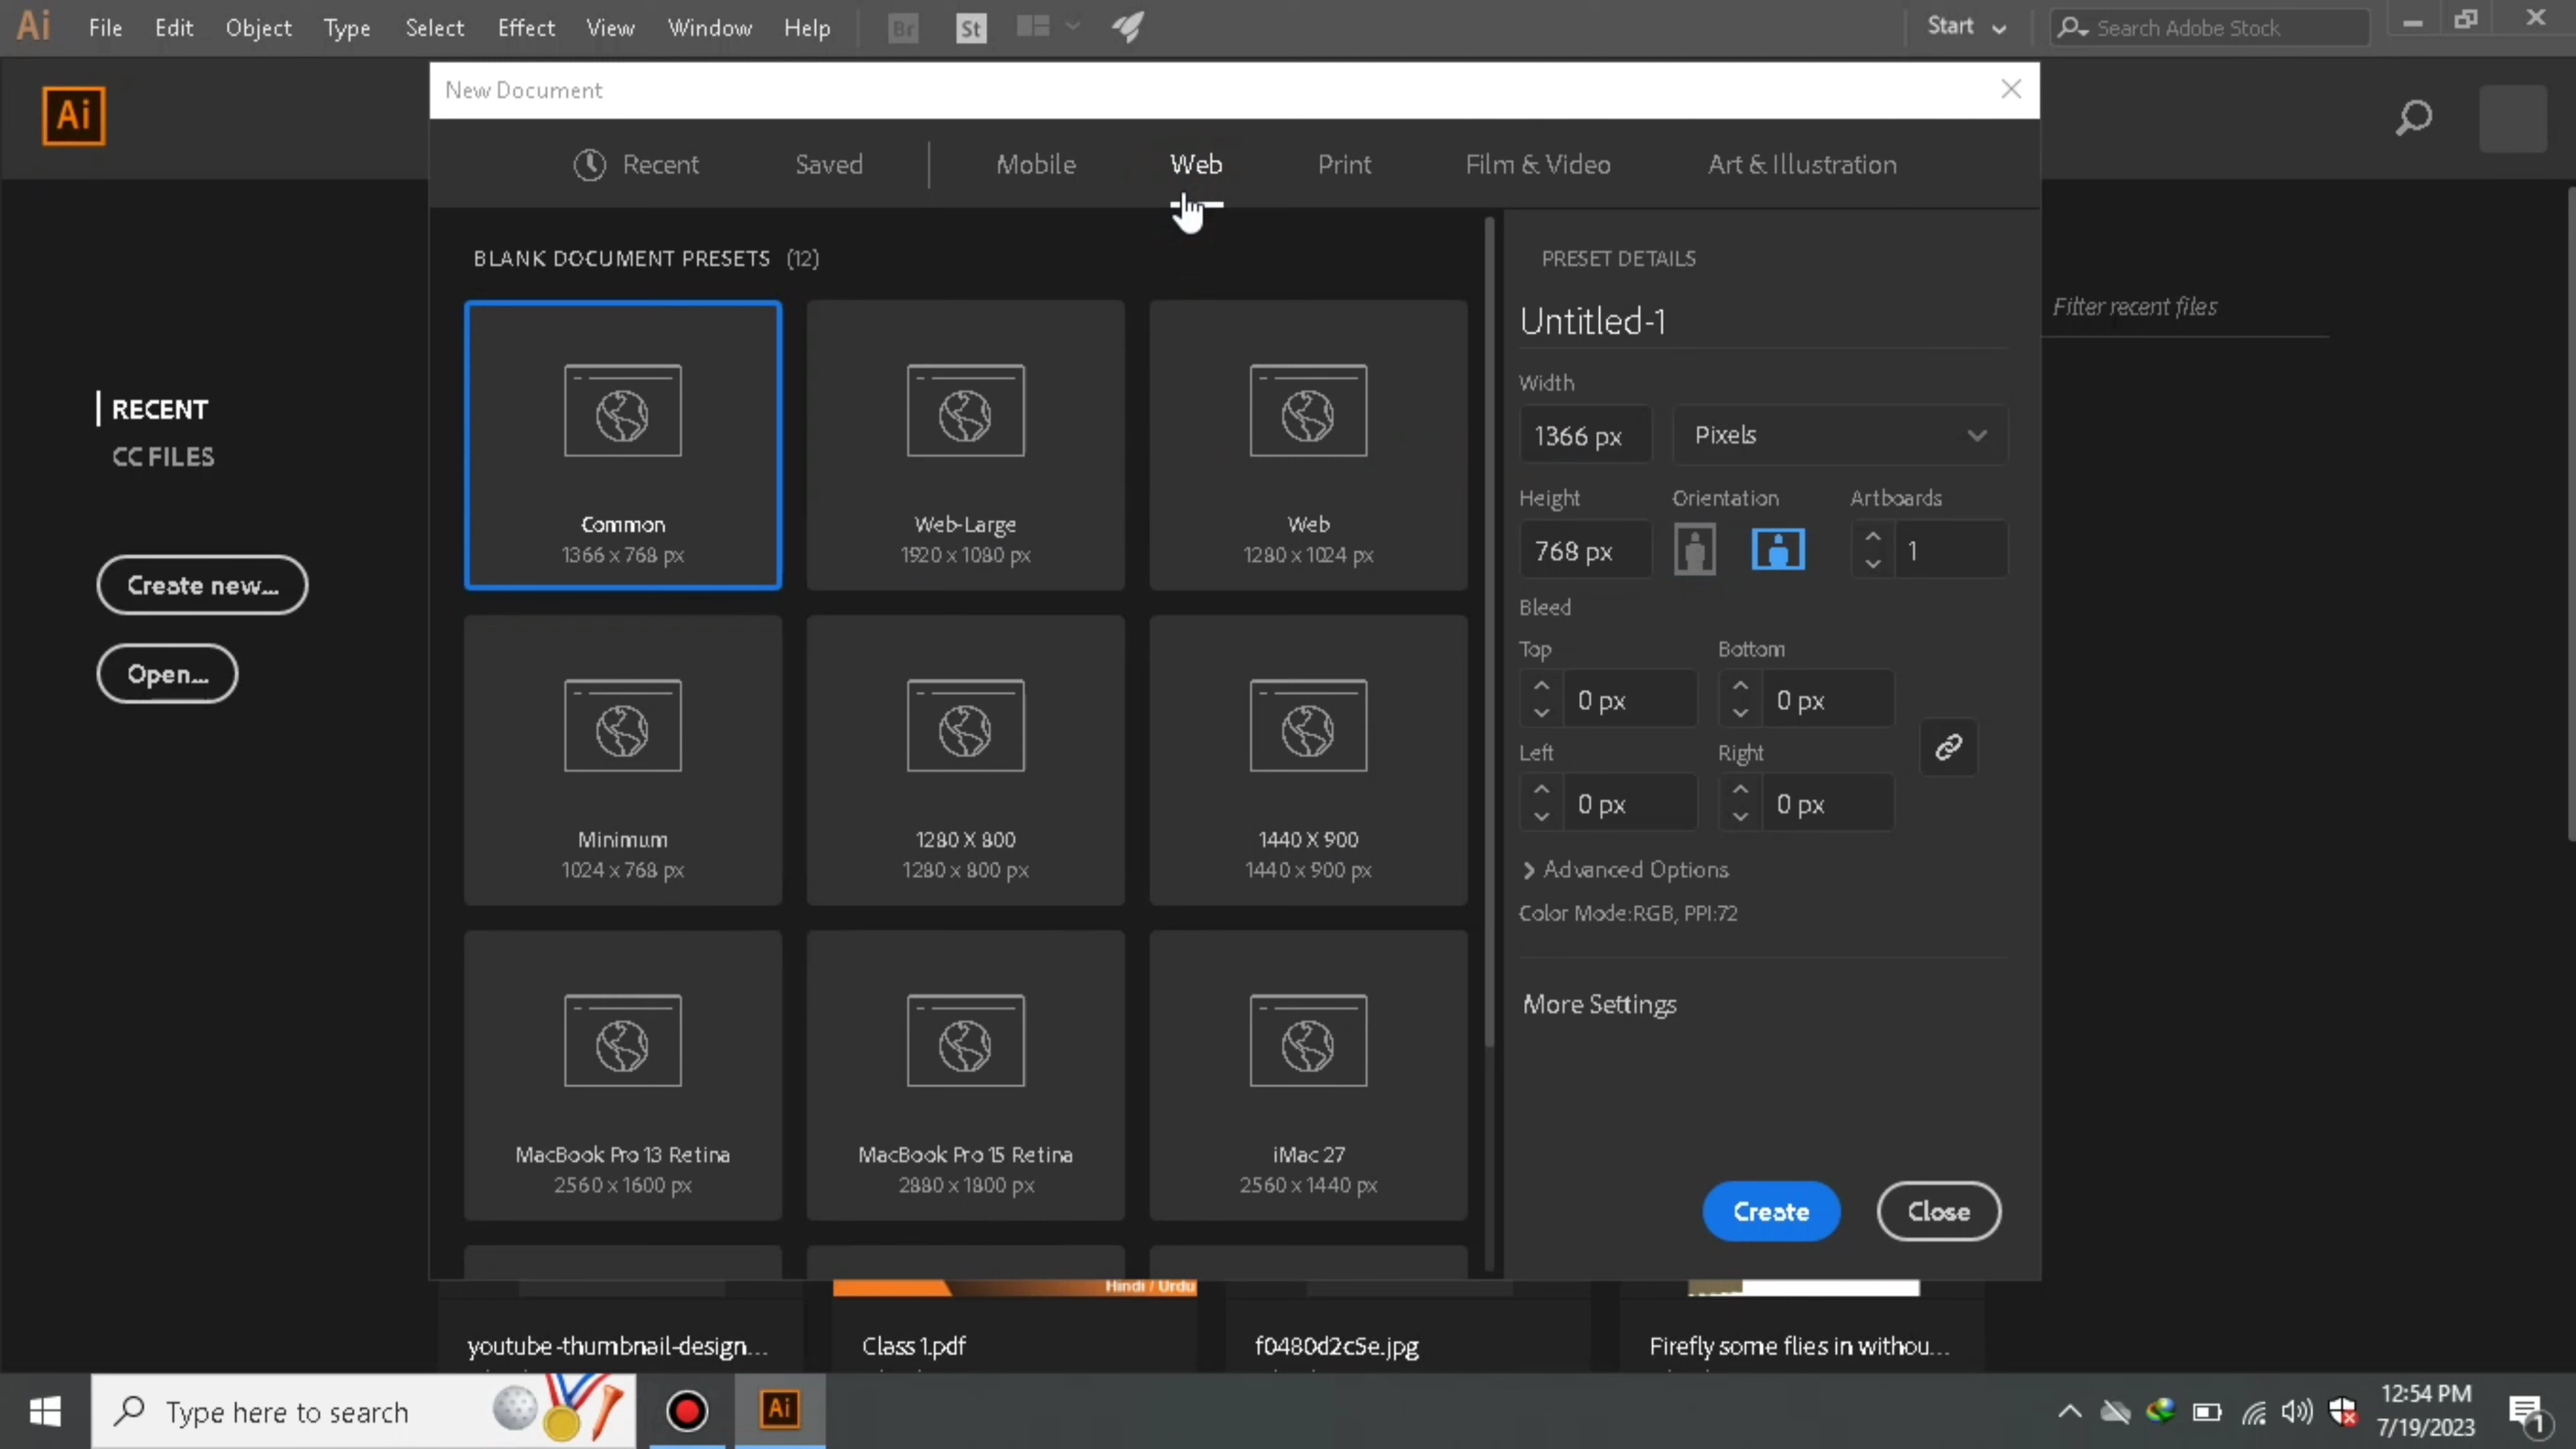 Ai File Edit Object Type Select Effect View Window Help Br St Start Search Adobe Stock
New Document
Ai
Recent Saved Mobile Web Print Film & Video Art & Illustration
BLANK DOCUMENT PRESETS (12)
Common
1366 x 768 px
Web-Large
1920 x 1080 px
Web
1280 x 1024 px
Minimum
1024 x 768 px
1280 X 800
1280 x 800 px
1440 X 900
1440 x 900 px
MacBook Pro 13 Retina
2560 x 1600 px
MacBook Pro 15 Retina
2880 x 1800 px
iMac 27
2560 x 1440 px
PRESET DETAILS
Untitled-1
Width
1366 px Pixels
Height Orientation Artboards
768 px 1
Bleed
Top Bottom
0 px 0 px
Left Right
0 px 0 px
Advanced Options
Color Mode:RGB, PPI:72
More Settings
Create Close
Filter recent files
RECENT
CC FILES
Create new...
Open...
Hindi / Urdu
youtube-thumbnail-design...
Class 1.pdf
f0480d2c5e.jpg
Firefly some flies in withou...
Type here to search
Ai
12:54 PM
7/19/2023
1